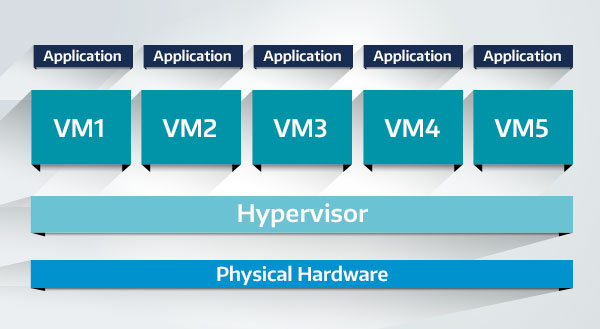 Application Application Application Application Application
VM1 VM2 VM3 VM4 VM5
Hypervisor
Physical Hardware